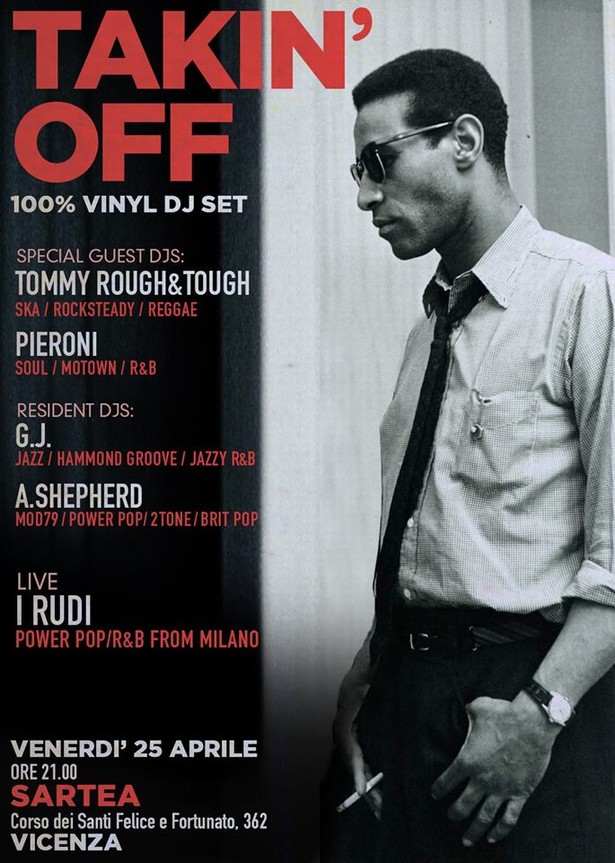 TAKIN'
OFF
100% VINYL DJ SET
SPECIAL GUEST DJS:
TOMMY ROUGH&TOUGH
SKA / ROCKSTEADY / REGGAE
PIERONI
SOUL / MOTOWN / R&B
RESIDENT DJS:
G.J.
JAZZ / HAMMOND GROOVE / JAZZY R&B
A.SHEPHERD
MOD79 / POWER POP/ 2TONE / BRIT POP
LIVE
I RUDI
POWER POP/R&B FROM MILANO
VENERDI' 25 APRILE
ORE 21.00
SARTEA
Corso dei Santi Felice e Fortunato, 362
VICENZA